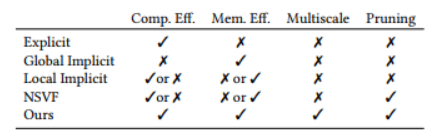 Comp. Eff. Mem. Eff. Multiscale Pruning
Explicit ✓ ✗ ✗ ✗
Global Implicit ✗ ✓ ✗ ✗
Local Implicit ✓or ✗ ✗ or ✓ ✗ ✗
NSVF ✓or ✗ ✗ or ✓ ✗ ✓
Ours ✓ ✓ ✓ ✓